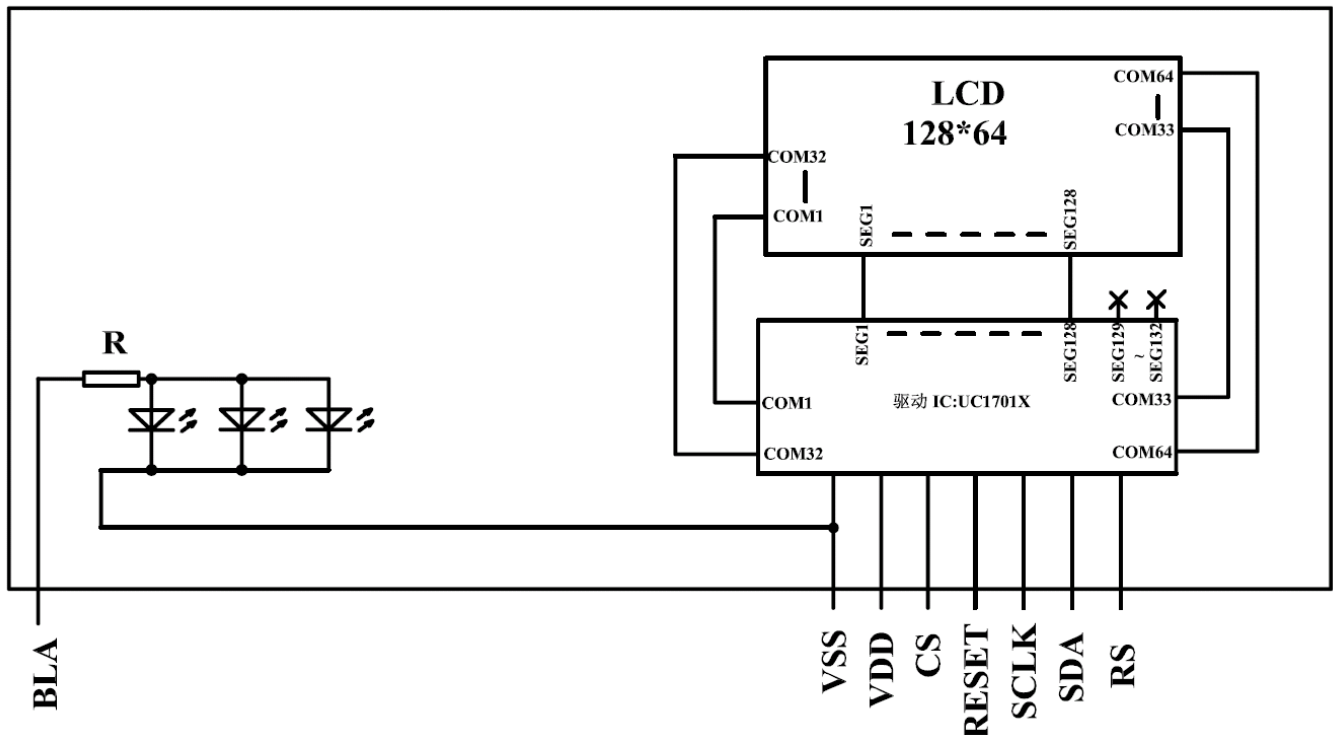 LCD
128*64
COM64
COM33
COM32
COM1
SEG1
SEG128
SEG1
SEG128
SEG129
~
SEG132
R
COM1
驱动 IC:UC1701X
COM33
COM32
COM64
BLA
VSS
VDD
CS
RESET
SCLK
SDA
RS